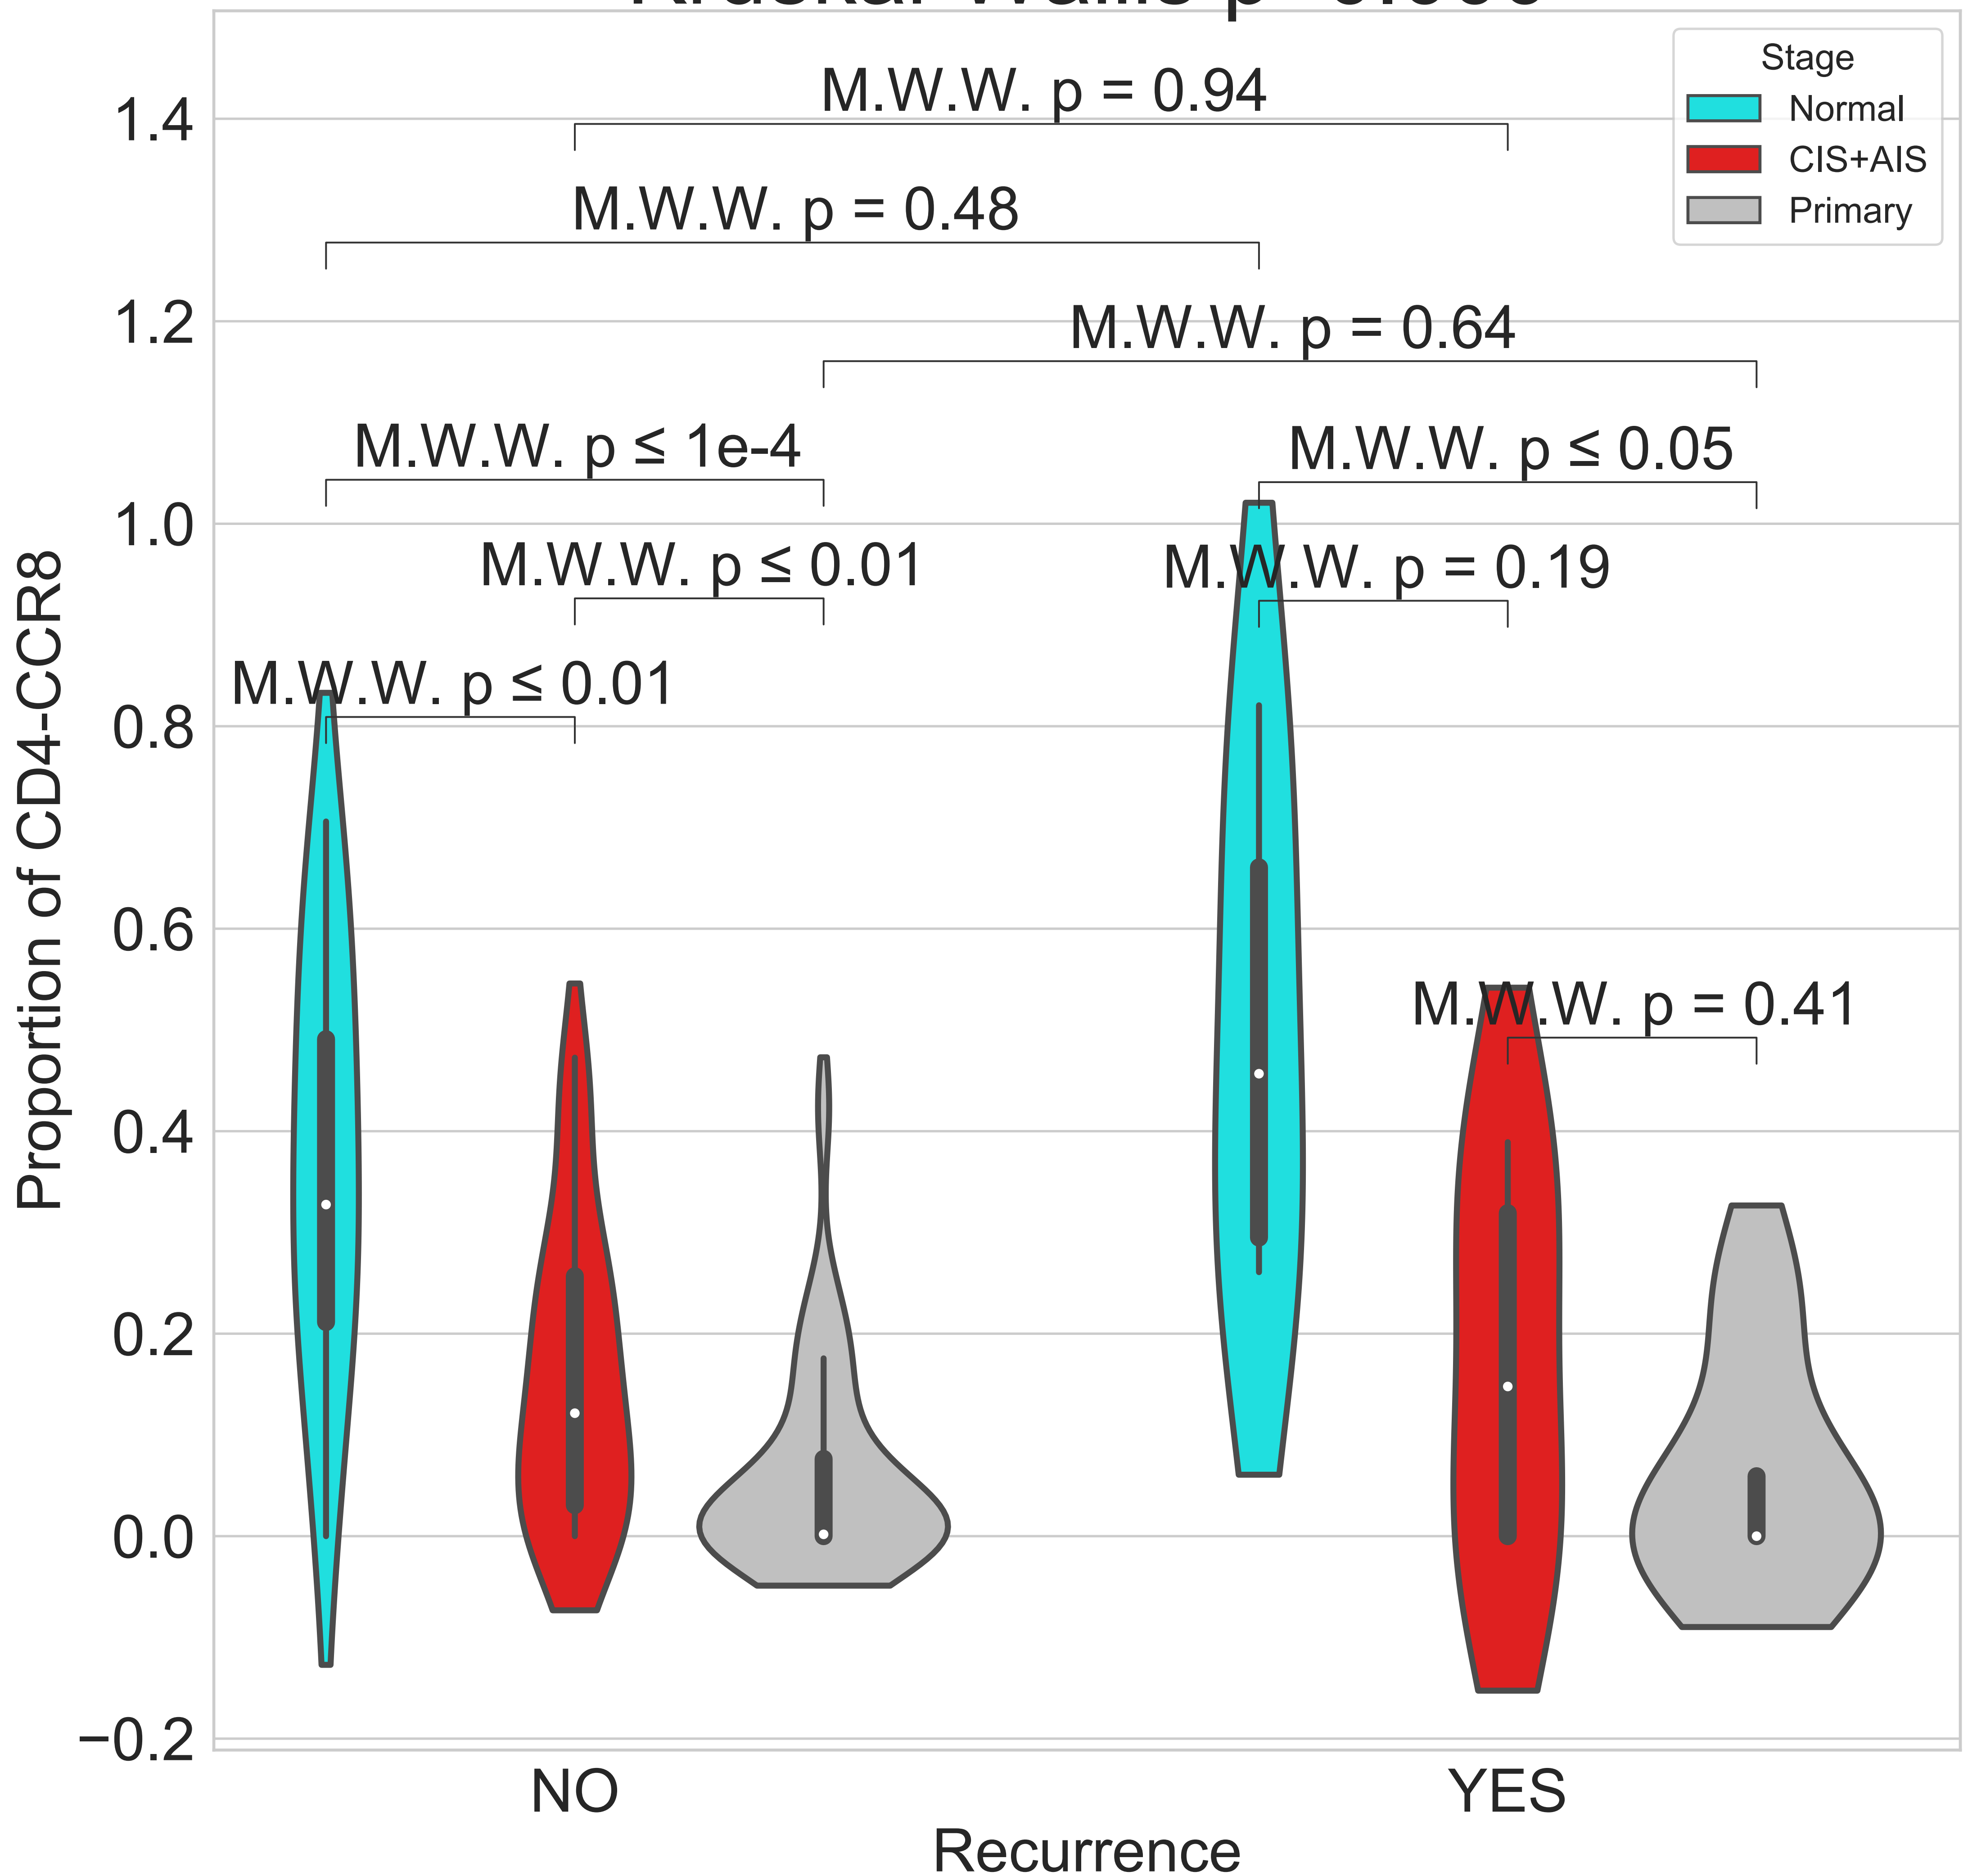 Stage
Normal
CIS+AIS
Primary
M.W.W. p = 0.94
M.W.W. p = 0.48
M.W.W. p = 0.64
M.W.W. p ≤ 1e-4
M.W.W. p ≤ 0.05
M.W.W. p ≤ 0.01
M.W.W. p = 0.19
M.W.W. p ≤ 0.01
M.W.W. p = 0.41
1.4
1.2
1.0
0.8
0.6
0.4
0.2
0.0
−0.2
Proportion of CD4-CCR8
NO
YES
Recurrence